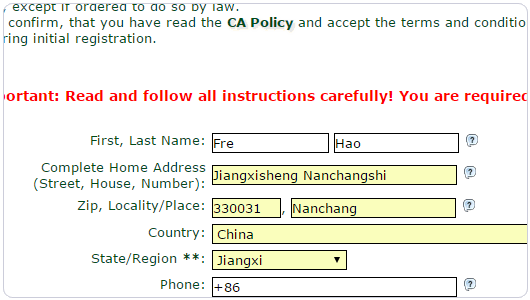 , except if ordered to do so by law.
confirm, that you have read the CA Policy and accept the terms and conditio
ring initial registration.
portant: Read and follow all instructions carefully! You are required
First, Last Name: Fre Hao
Complete Home Address
(Street, House, Number): Jiangxisheng Nanchangshi
Zip, Locality/Place: 330031 , Nanchang
Country: China
State/Region **: Jiangxi
Phone: +86